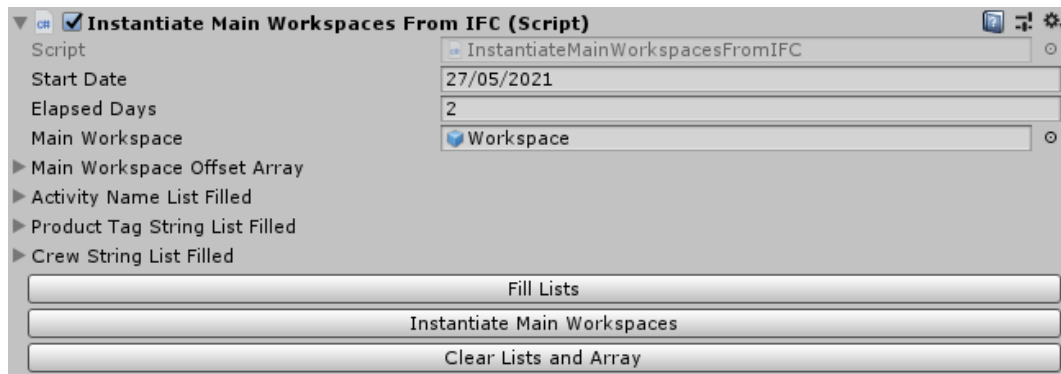 Instantiate Main Workspaces From IFC (Script)
Script InstantiateMainWorkspacesFromIFC
Start Date 27/05/2021
Elapsed Days 2
Main Workspace Workspace
Main Workspace Offset Array
Activity Name List Filled
Product Tag String List Filled
Crew String List Filled
Fill Lists
Instantiate Main Workspaces
Clear Lists and Array